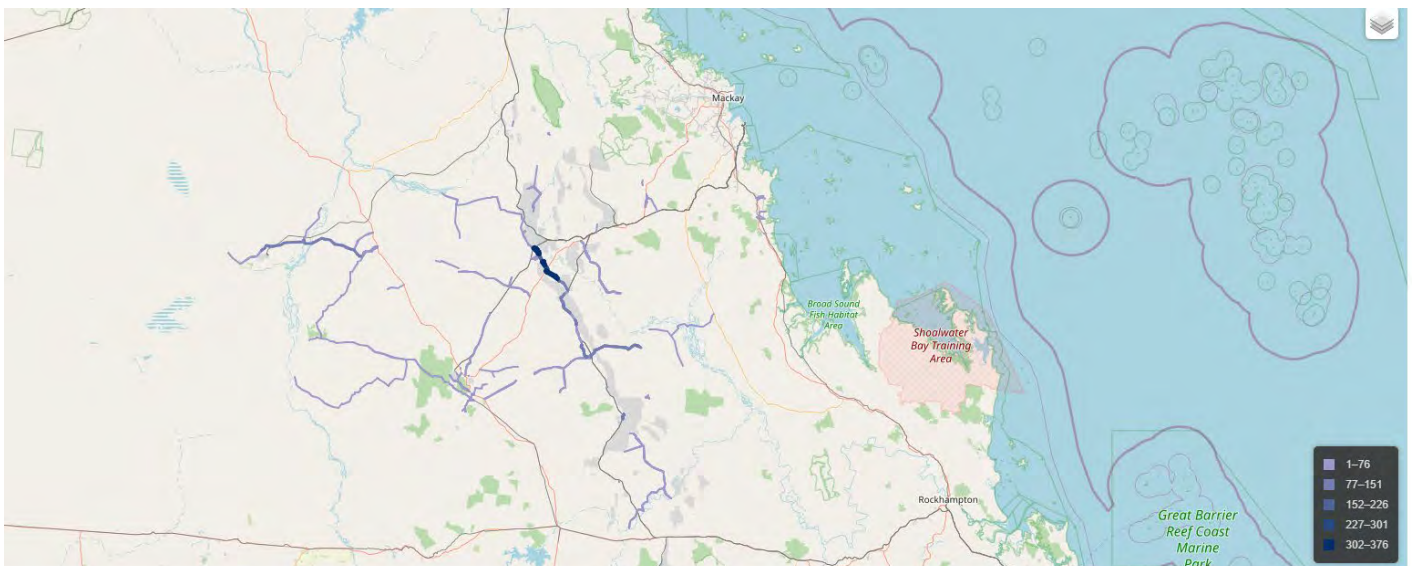 Mackay
Broad Sound
Fish Habitat
Area
Shoalwater
Bay Training
Area
Rockhampton
Great Barrier
Reef Coast
Marine
Park
1–76
77–151
152–226
227–301
302–376